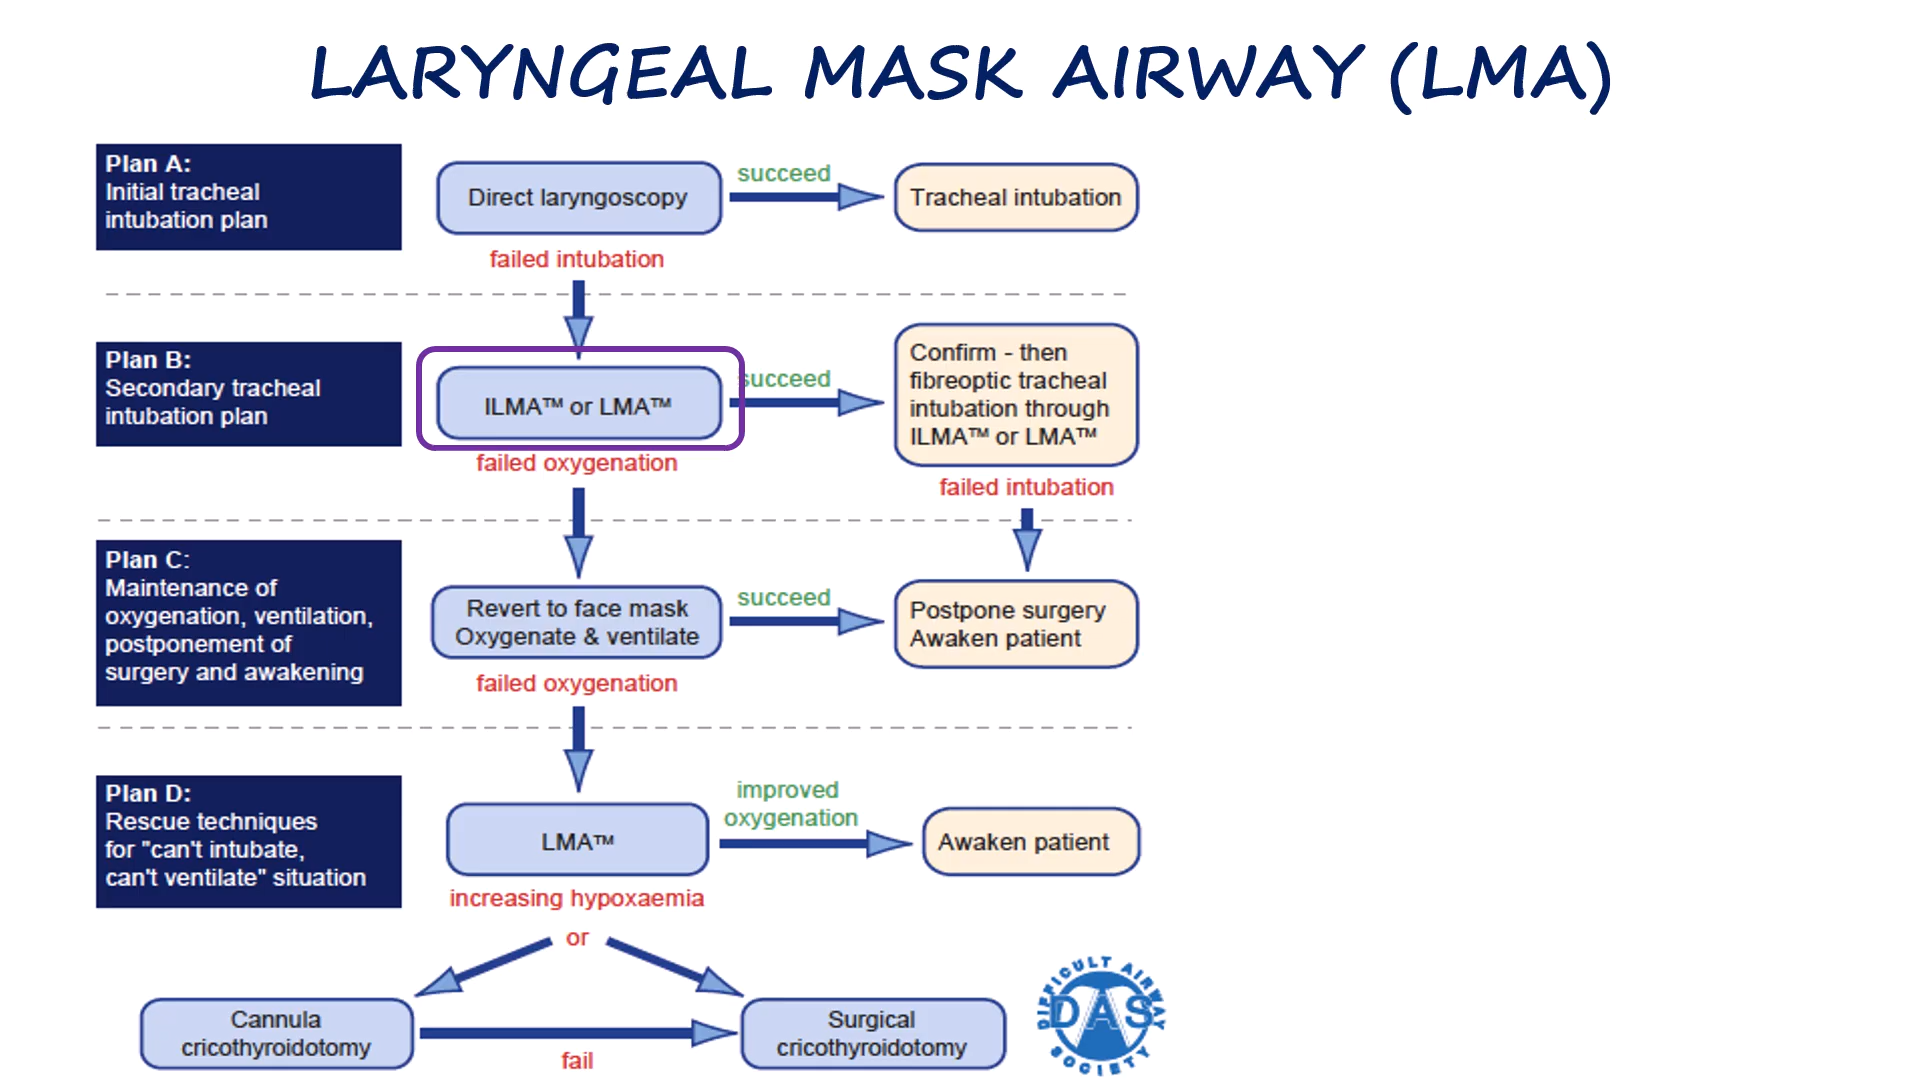 LARYNGEAL MASK AIRWAY (LMA)
Plan A:
Initial tracheal
intubation plan
Direct laryngoscopy
succeed
Tracheal intubation
failed intubation
Plan B:
Secondary tracheal
intubation plan
ILMA™ or LMA™
succeed
Confirm - then
fibreoptic tracheal
intubation through
ILMA™ or LMA™
failed oxygenation
failed intubation
Plan C:
Maintenance of
oxygenation, ventilation,
postponement of
surgery and awakening
Revert to face mask
Oxygenate & ventilate
succeed
Postpone surgery
Awaken patient
failed oxygenation
Plan D:
Rescue techniques
for "can't intubate,
can't ventilate" situation
LMA™
improved
oxygenation
Awaken patient
increasing hypoxaemia
or
Cannula
cricothyroidotomy
fail
Surgical
cricothyroidotomy
DIFFICULT AIRWAY
DAS
SOCIETY